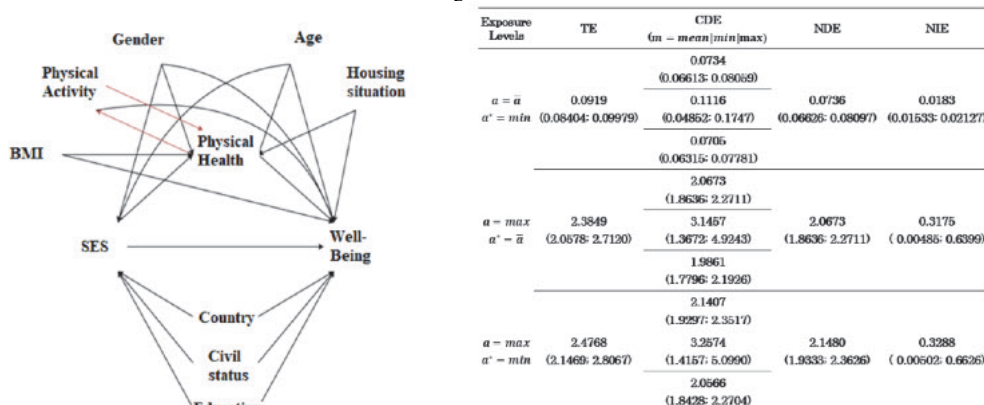 Gender
Age
Physical
Activity
Housing
situation
Physical
Health
BMI
SES
Well-
Being
Country
Civil
status
Exposure
Levels
TE
CDE
(m = mean|min|max)
NDE
NIE
0.0734
(0.06613; 0.08059)
a = ā
a* = min
0.0919
(0.08404; 0.09979)
0.1116
(0.04852; 0.1747)
0.0736
(0.06626; 0.08097)
0.0183
(0.01533; 0.02127)
0.0705
(0.06315; 0.07781)
2.0673
(1.8636; 2.2711)
a = max
a* = ā
2.3849
(2.0578; 2.7120)
3.1457
(1.3672; 4.9243)
2.0673
(1.8636; 2.2711)
0.3175
( 0.00485; 0.6399)
1.9861
(1.7796; 2.1926)
2.1407
(1.9297; 2.3517)
a = max
a* = min
2.4768
(2.1469; 2.8067)
3.2574
(1.4157; 5.0990)
2.1480
(1.9333; 2.3626)
0.3288
( 0.00502; 0.6626)
2.0566
(1.8428; 2.2704)